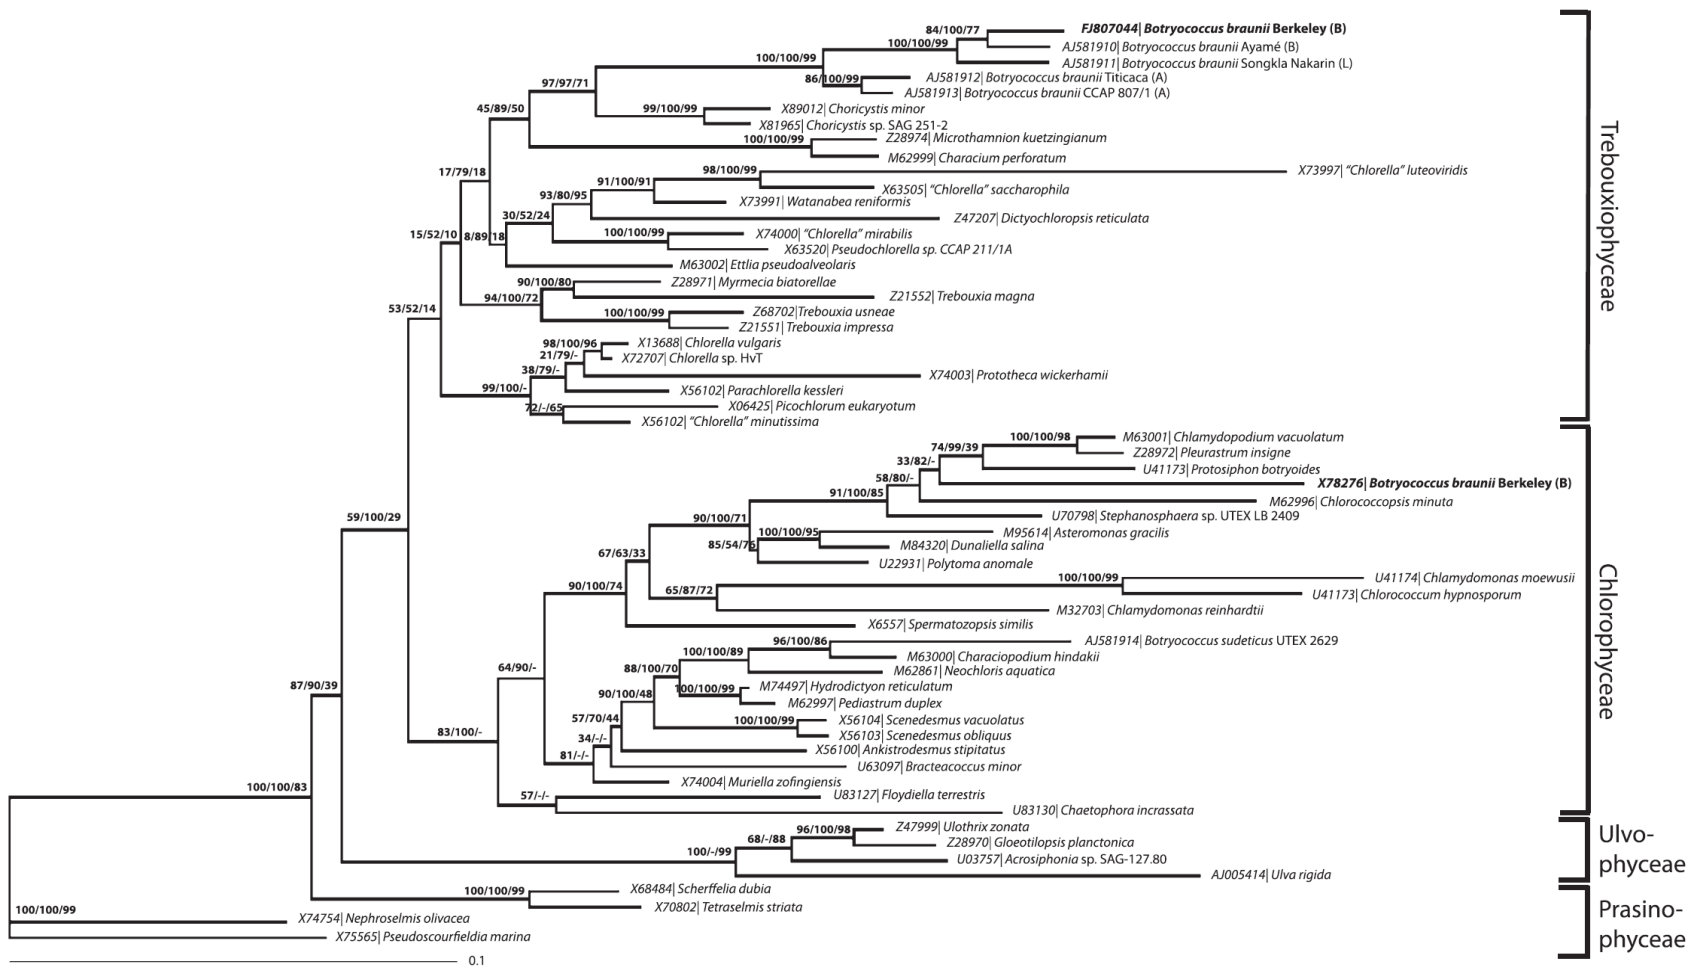 84/100/77
FJ807044| Botryococcus braunii Berkeley (B)
100/100/99
AJ581910| Botryococcus braunii Ayamé (B)
100/100/99
AJ581911| Botryococcus braunii Songkla Nakarin (L)
86/100/99
AJ581912| Botryococcus braunii Titicaca (A)
97/97/71
AJ581913| Botryococcus braunii CCAP 807/1 (A)
45/89/50
99/100/99
X89012| Choricystis minor
X81965| Choricystis sp. SAG 251-2
100/100/99
Z28974| Microthamnion kuetzingianum
M62999| Characium perforatum
17/79/18
98/100/99
X73997| “Chlorella” luteoviridis
91/100/91
X63505| “Chlorella” saccharophila
93/80/95
X73991| Watanabea reniformis
30/52/24
Z47207| Dictyochloropsis reticulata
15/52/10
8/89/18
100/100/99
X74000| “Chlorella” mirabilis
X63520| Pseudochlorella sp. CCAP 211/1A
M63002| Ettlia pseudoalveolaris
90/100/80
Z28971| Myrmecia biatorellae
94/100/72
Z21552| Trebouxia magna
53/52/14
100/100/99
Z68702|Trebouxia usneae
Z21551| Trebouxia impressa
98/100/96
X13688| Chlorella vulgaris
21/79/-
X72707| Chlorella sp. HvT
38/79/-
X74003| Prototheca wickerhamii
99/100/-
X56102| Parachlorella kessleri
72/-/65
X06425| Picochlorum eukaryotum
X56102| “Chlorella” minutissima
Trebouxiophyceae
100/100/98
M63001| Chlamydopodium vacuolatum
74/99/39
Z28972| Pleurastrum insigne
33/82/-
U41173| Protosiphon botryoides
58/80/-
X78276| Botryococcus braunii Berkeley (B)
91/100/85
M62996| Chlorococcopsis minuta
59/100/29
90/100/71
U70798| Stephanosphaera sp. UTEX LB 2409
100/100/95
M95614| Asteromonas gracilis
85/54/76
M84320| Dunaliella salina
67/63/33
U22931| Polytoma anomale
100/100/99
U41174| Chlamydomonas moewusii
90/100/74
65/87/72
U41173| Chlorococcum hypnosporum
M32703| Chlamydomonas reinhardtii
X6557| Spermatozopsis similis
96/100/86
AJ581914| Botryococcus sudeticus UTEX 2629
100/100/89
M63000| Characiopodium hindakii
64/90/-
88/100/70
M62861| Neochloris aquatica
87/90/39
100/100/99
M74497| Hydrodictyon reticulatum
90/100/48
M62997| Pediastrum duplex
57/70/44
100/100/99
X56104| Scenedesmus vacuolatus
83/100/-
34/-/-
X56103| Scenedesmus obliquus
81/-/-
X56100| Ankistrodesmus stipitatus
U63097| Bracteacoccus minor
X74004| Muriella zofingiensis
100/100/83
57/-/-
U83127| Floydiella terrestris
U83130| Chaetophora incrassata
Chlorophyceae
96/100/98
Z47999| Ulothrix zonata
68/-/88
Z28970| Gloeotilopsis planctonica
100/-/99
U03757| Acrosiphonia sp. SAG-127.80
AJ005414| Ulva rigida
Ulvo-
phyceae
100/100/99
X68484| Scherffelia dubia
X70802| Tetraselmis striata
100/100/99
X74754| Nephroselmis olivacea
X75565| Pseudoscourfieldia marina
Prasino-
phyceae
0.1